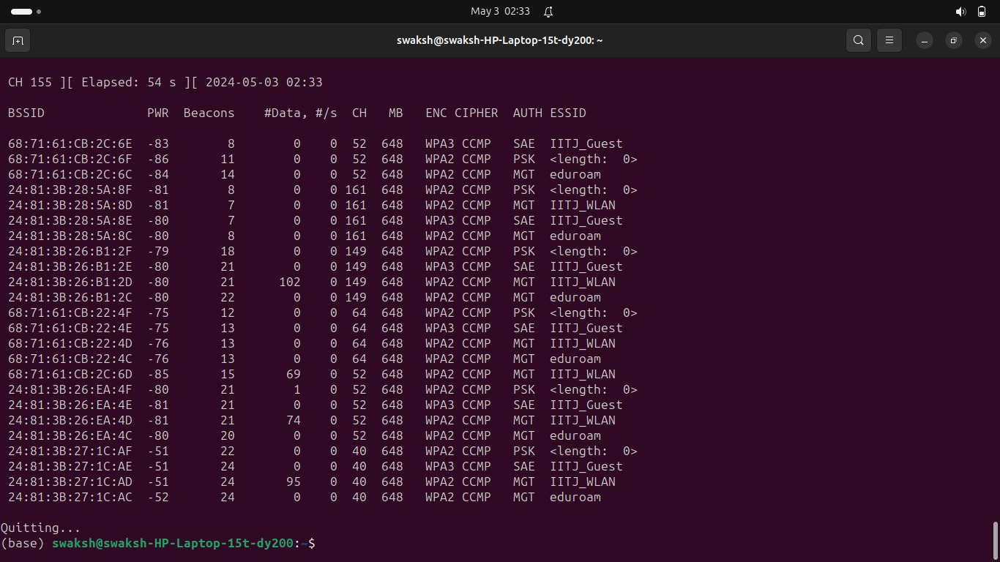 May 3 02:33
swaksh@swaksh-HP-Laptop-15t-dy200: ~
CH 155 ][ Elapsed: 54 s ][ 2024-05-03 02:33
BSSID PWR Beacons #Data, #/s CH MB ENC CIPHER AUTH ESSID
68:71:61:CB:2C:6E -83 8 0 0 52 648 WPA3 CCMP SAE IITJ_Guest
68:71:61:CB:2C:6F -86 11 0 0 52 648 WPA2 CCMP PSK <length: 0>
68:71:61:CB:2C:6C -84 14 0 0 52 648 WPA2 CCMP MGT eduroam
24:81:3B:28:5A:8F -81 8 0 0 161 648 WPA2 CCMP PSK <length: 0>
24:81:3B:28:5A:8D -81 7 0 0 161 648 WPA2 CCMP MGT IITJ_WLAN
24:81:3B:28:5A:8E -80 7 0 0 161 648 WPA3 CCMP SAE IITJ_Guest
24:81:3B:28:5A:8C -80 8 0 0 161 648 WPA2 CCMP MGT eduroam
24:81:3B:26:B1:2F -79 18 0 0 149 648 WPA2 CCMP PSK <length: 0>
24:81:3B:26:B1:2E -80 21 0 0 149 648 WPA3 CCMP SAE IITJ_Guest
24:81:3B:26:B1:2D -80 21 102 0 149 648 WPA2 CCMP MGT IITJ_WLAN
24:81:3B:26:B1:2C -80 22 0 0 149 648 WPA2 CCMP MGT eduroam
68:71:61:CB:22:4F -75 12 0 0 64 648 WPA2 CCMP PSK <length: 0>
68:71:61:CB:22:4E -75 13 0 0 64 648 WPA3 CCMP SAE IITJ_Guest
68:71:61:CB:22:4D -76 13 0 0 64 648 WPA2 CCMP MGT IITJ_WLAN
68:71:61:CB:22:4C -76 13 0 0 64 648 WPA2 CCMP MGT eduroam
68:71:61:CB:2C:6D -85 15 69 0 52 648 WPA2 CCMP MGT IITJ_WLAN
24:81:3B:26:EA:4F -80 21 1 0 52 648 WPA2 CCMP PSK <length: 0>
24:81:3B:26:EA:4E -81 21 0 0 52 648 WPA3 CCMP SAE IITJ_Guest
24:81:3B:26:EA:4D -81 21 74 0 52 648 WPA2 CCMP MGT IITJ_WLAN
24:81:3B:26:EA:4C -80 20 0 0 52 648 WPA2 CCMP MGT eduroam
24:81:3B:27:1C:AF -51 22 0 0 40 648 WPA2 CCMP PSK <length: 0>
24:81:3B:27:1C:AE -51 24 0 0 40 648 WPA3 CCMP SAE IITJ_Guest
24:81:3B:27:1C:AD -51 24 95 0 40 648 WPA2 CCMP MGT IITJ_WLAN
24:81:3B:27:1C:AC -52 24 0 0 40 648 WPA2 CCMP MGT eduroam
Quitting...
(base) swaksh@swaksh-HP-Laptop-15t-dy200:~$